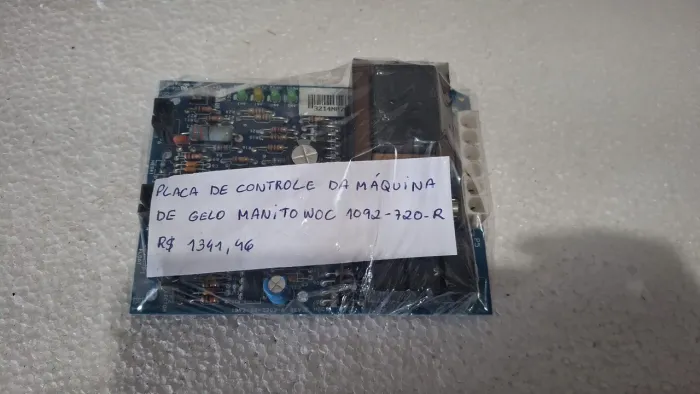 PLACA DE CONTROLE DA MÁQUINA
DE GELO MANITOWOC 1092-720-R
R$ 1341,46